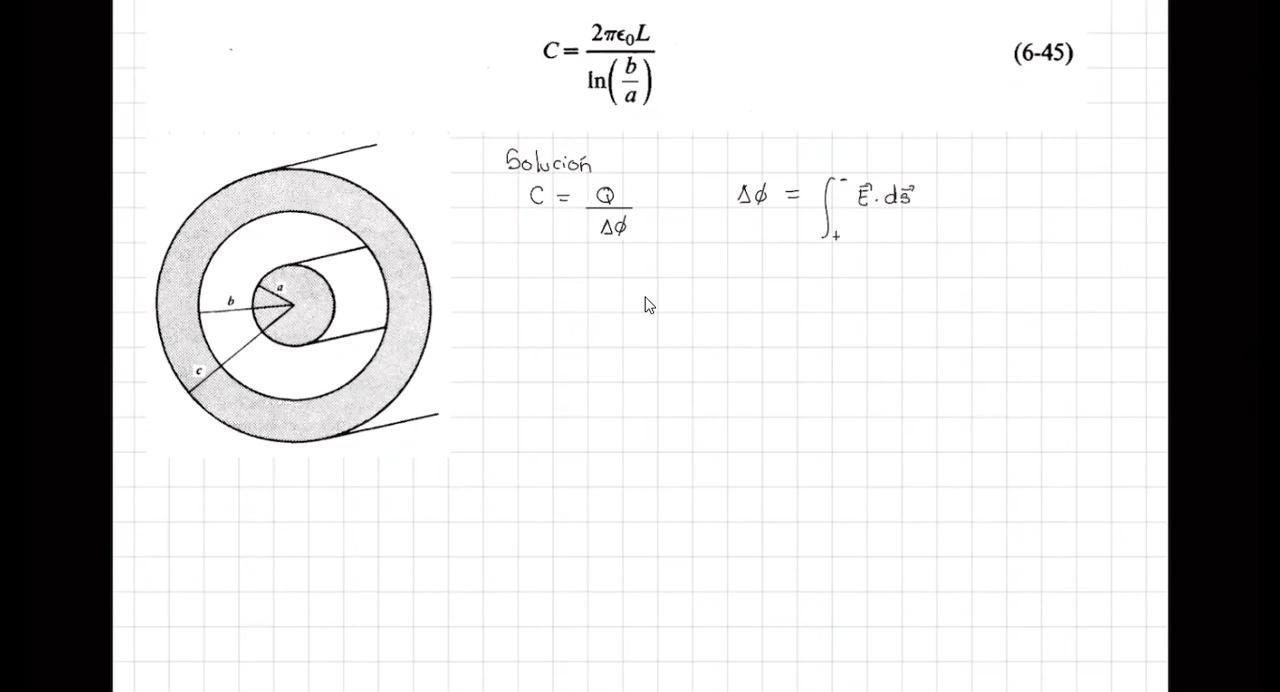 C = 2πϵ₀L / ln(b/a) (6-45)
Solución
C = Q / Δϕ
Δϕ = ∫₊⁻ E⃗ . ds⃗
a
b
c